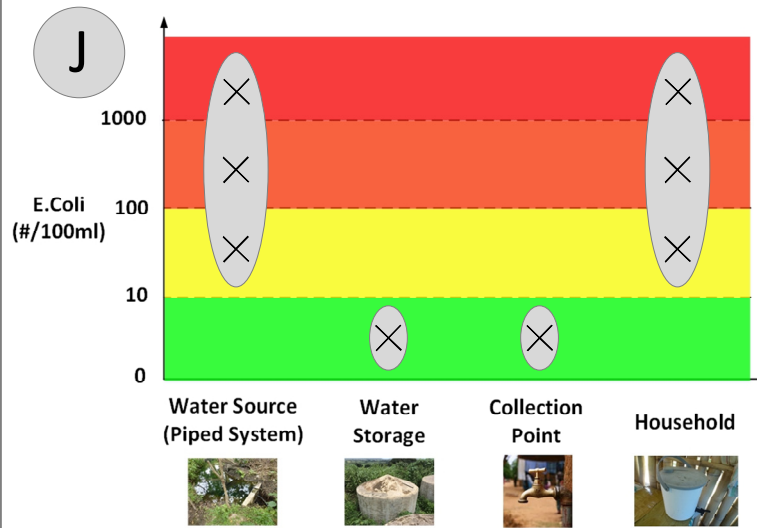 J
1000
E.Coli
(#/100ml)
100
10
0
Water Source
(Piped System)
Water
Storage
Collection
Point
Household